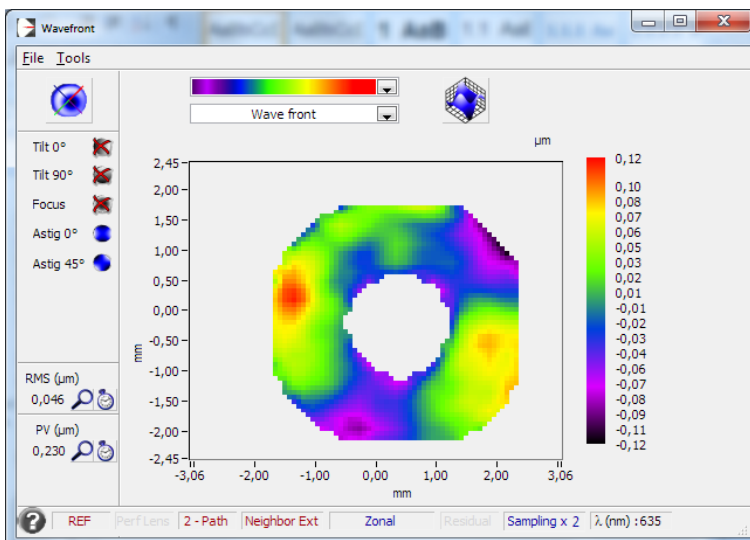 Wavefront
File Tools
Wave front
Tilt 0°
Tilt 90°
Focus
Astig 0°
Astig 45°
RMS (µm)
0,046
PV (µm)
0,230
µm
2,45
2,00
1,50
1,00
0,50
0,00
-0,50
-1,00
-1,50
-2,00
-2,45
mm
-3,06 -2,00 -1,00 0,00 1,00 2,00 3,06
mm
0,12
0,10
0,08
0,07
0,06
0,05
0,03
0,02
0,01
-0,01
-0,02
-0,03
-0,04
-0,06
-0,07
-0,08
-0,09
-0,11
-0,12
REF Perf Lens 2 - Path Neighbor Ext Zonal Residual Sampling x 2 λ (nm) :635